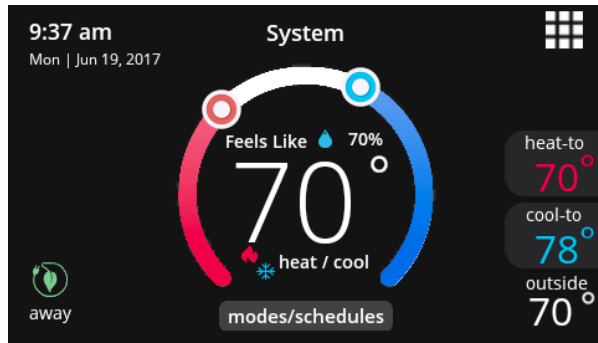 9:37 am
System
Mon | Jun 19, 2017
Feels Like 70%
70°
heat / cool
heat-to
70°
cool-to
78°
outside
70°
away
modes/schedules